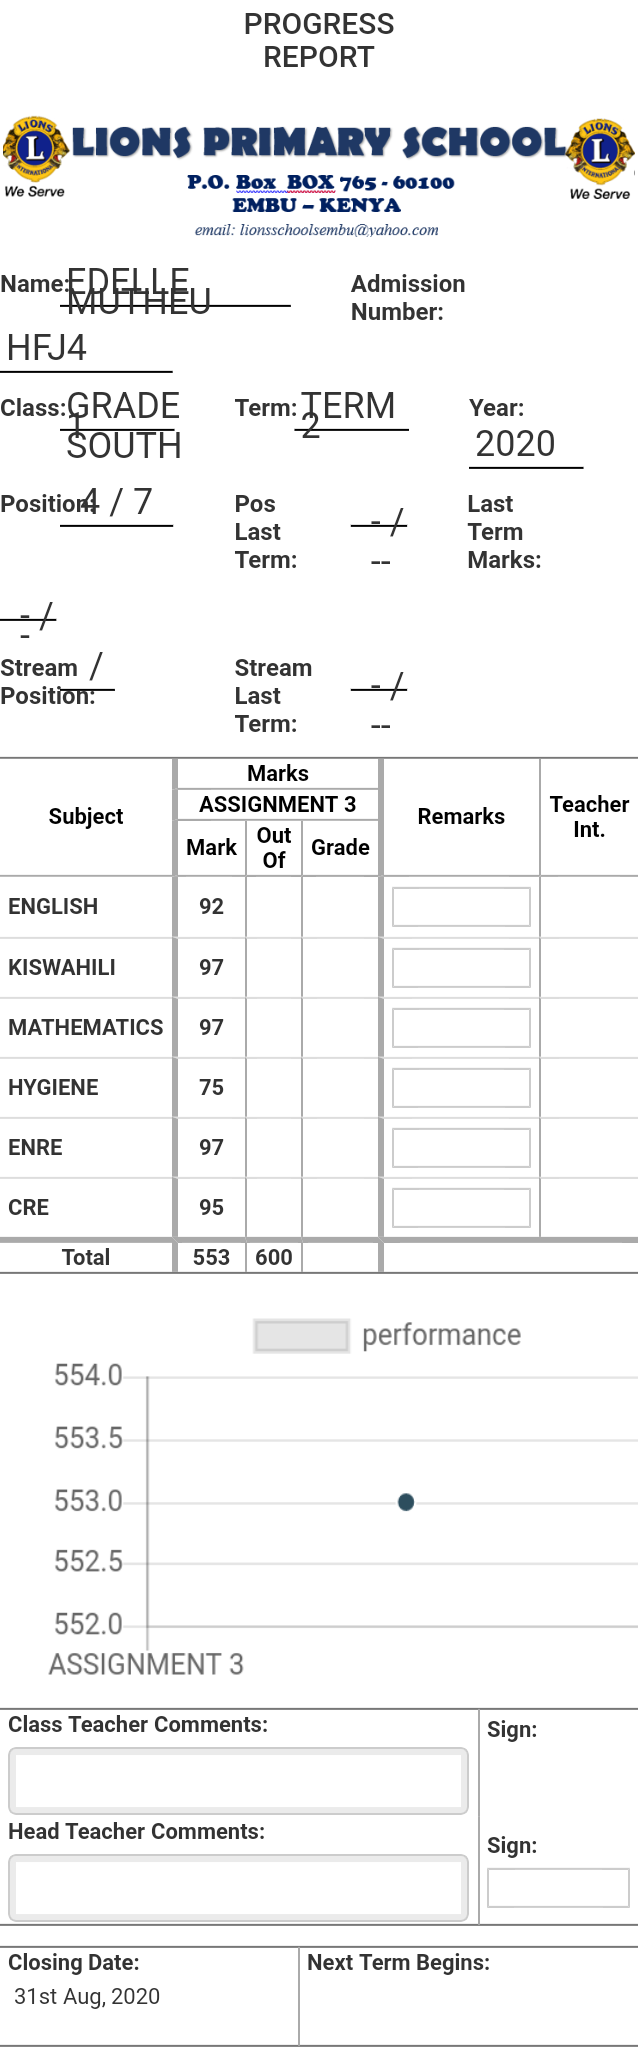 PROGRESS
REPORT
LIONS PRIMARY SCHOOL
P.O. Box BOX 765 - 60100
EMBU – KENYA
email: lionsschoolsembu@yahoo.com
LIONS L INTERNATIONAL
We Serve
LIONS L INTERNATIONAL
We Serve
Name: EDELLE MUTHEU
Admission Number:
HFJ4
Class: GRADE 1 SOUTH
Term: TERM 2
Year: 2020
Position: 4 / 7
Pos Last Term: - / --
Last Term Marks:
- / -
Stream Position: /
Stream Last Term: - / --
Subject Marks Remarks Teacher Int.
ASSIGNMENT 3
Mark Out Of Grade
ENGLISH 92
KISWAHILI 97
MATHEMATICS 97
HYGIENE 75
ENRE 97
CRE 95
Total 553 600
performance
554.0
553.5
553.0
552.5
552.0
ASSIGNMENT 3
Class Teacher Comments: Sign:
Head Teacher Comments: Sign:
Closing Date: Next Term Begins:
31st Aug, 2020